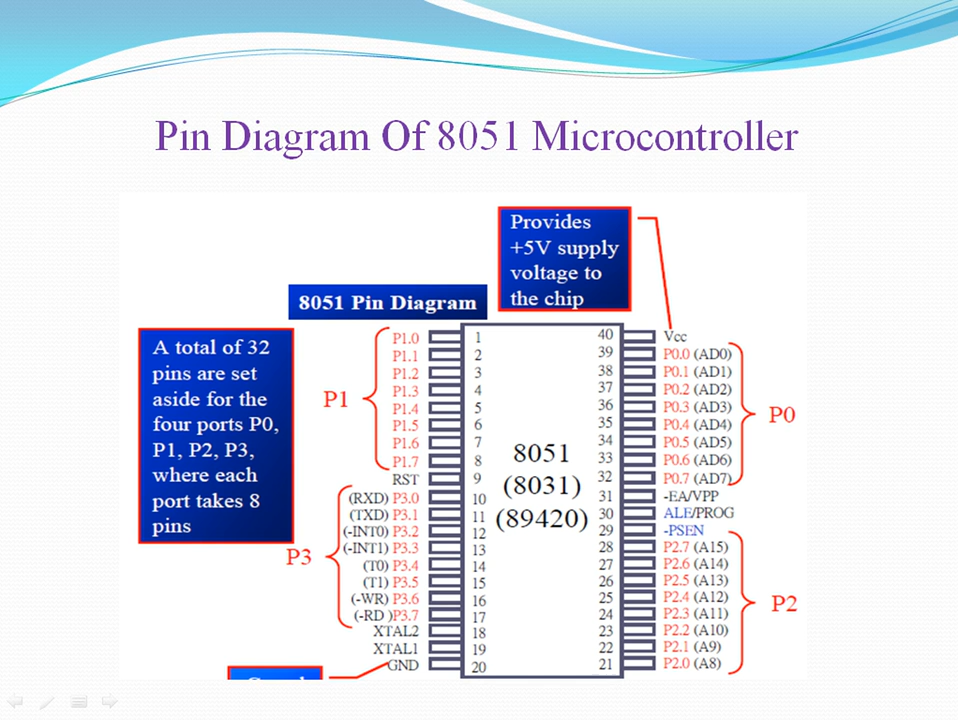 Pin Diagram Of 8051 Microcontroller
Provides
+5V supply
voltage to
the chip
8051 Pin Diagram
A total of 32
pins are set
aside for the
four ports P0,
P1, P2, P3,
where each
port takes 8
pins
P1
P3
P1.0 1
P1.1 2
P1.2 3
P1.3 4
P1.4 5
P1.5 6
P1.6 7
P1.7 8
RST 9
(RXD) P3.0 10
(TXD) P3.1 11
(-INT0) P3.2 12
(-INT1) P3.3 13
(T0) P3.4 14
(T1) P3.5 15
(-WR) P3.6 16
(-RD )P3.7 17
XTAL2 18
XTAL1 19
GND 20
8051
(8031)
(89420)
40 Vcc
39 P0.0 (AD0)
38 P0.1 (AD1)
37 P0.2 (AD2)
36 P0.3 (AD3)
35 P0.4 (AD4)
34 P0.5 (AD5)
33 P0.6 (AD6)
32 P0.7 (AD7)
31 -EA/VPP
30 ALE/PROG
29 -PSEN
28 P2.7 (A15)
27 P2.6 (A14)
26 P2.5 (A13)
25 P2.4 (A12)
24 P2.3 (A11)
23 P2.2 (A10)
22 P2.1 (A9)
21 P2.0 (A8)
P0
P2